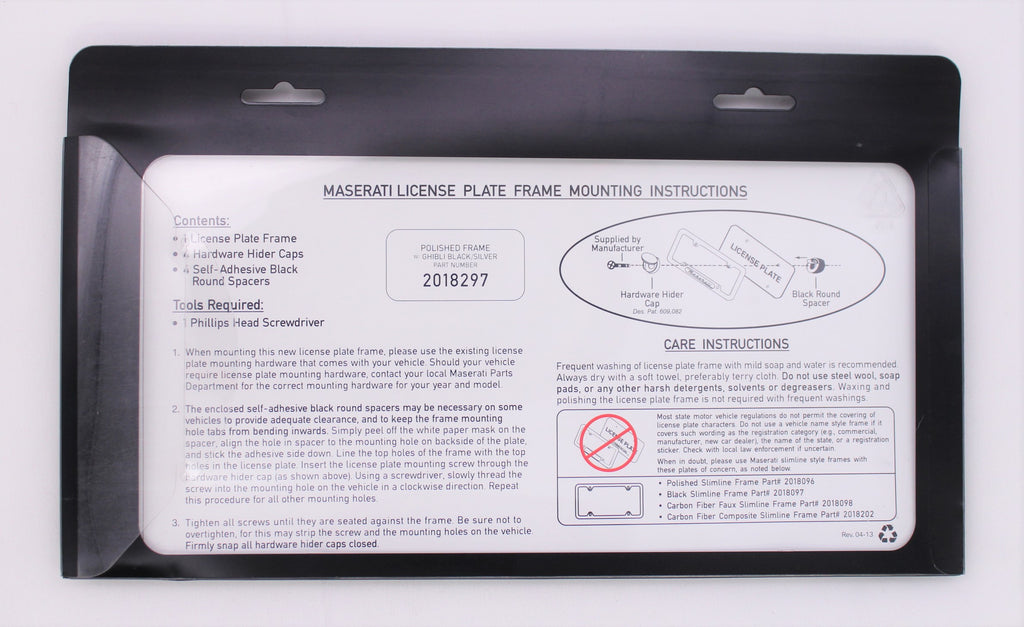 MASERATI LICENSE PLATE FRAME MOUNTING INSTRUCTIONS
Contents:
• 1 License Plate Frame
• 4 Hardware Hider Caps
• 4 Self-Adhesive Black
Round Spacers
Tools Required:
• 1 Phillips Head Screwdriver
POLISHED FRAME
w/ GHIBLI BLACK/SILVER
PART NUMBER
2018297
1. When mounting this new license plate frame, please use the existing license
plate mounting hardware that comes with your vehicle. Should your vehicle
require license plate mounting hardware, contact your local Maserati Parts
Department for the correct mounting hardware for your year and model.
2. The enclosed self-adhesive black round spacers may be necessary on some
vehicles to provide adequate clearance, and to keep the frame mounting
hole tabs from bending inwards. Simply peel off the white paper mask on the
spacer, align the hole in spacer to the mounting hole on backside of the plate,
and stick the adhesive side down. Line the top holes of the frame with the top
holes in the license plate. Insert the license plate mounting screw through the
hardware hider cap (as shown above). Using a screwdriver, slowly thread the
screw into the mounting hole on the vehicle in a clockwise direction. Repeat
this procedure for all other mounting holes.
3. Tighten all screws until they are seated against the frame. Be sure not to
overtighten, for this may strip the screw and the mounting holes on the vehicle.
Firmly snap all hardware hider caps closed.
Supplied by
Manufacturer
LICENSE PLATE
Maserati
Hardware Hider
Cap
Des. Pat. 609,082
Black Round
Spacer
CARE INSTRUCTIONS
Frequent washing of license plate frame with mild soap and water is recommended.
Always dry with a soft towel, preferably terry cloth. Do not use steel wool, soap
pads, or any other harsh detergents, solvents or degreasers. Waxing and
polishing the license plate frame is not required with frequent washings.
LICENSE PLATE
Most state motor vehicle regulations do not permit the covering of
license plate characters. Do not use a vehicle name style frame if it
covers such wording as the registration category (e.g., commercial,
manufacturer, new car dealer), the name of the state, or a registration
sticker. Check with local law enforcement if uncertain.
When in doubt, please use Maserati slimline style frames with
these plates of concern, as noted below.
• Polished Slimline Frame Part# 2018096
• Black Slimline Frame Part# 2018097
• Carbon Fiber Faux Slimline Frame Part# 2018098
• Carbon Fiber Composite Slimline Frame Part# 2018202
Rev. 04-13